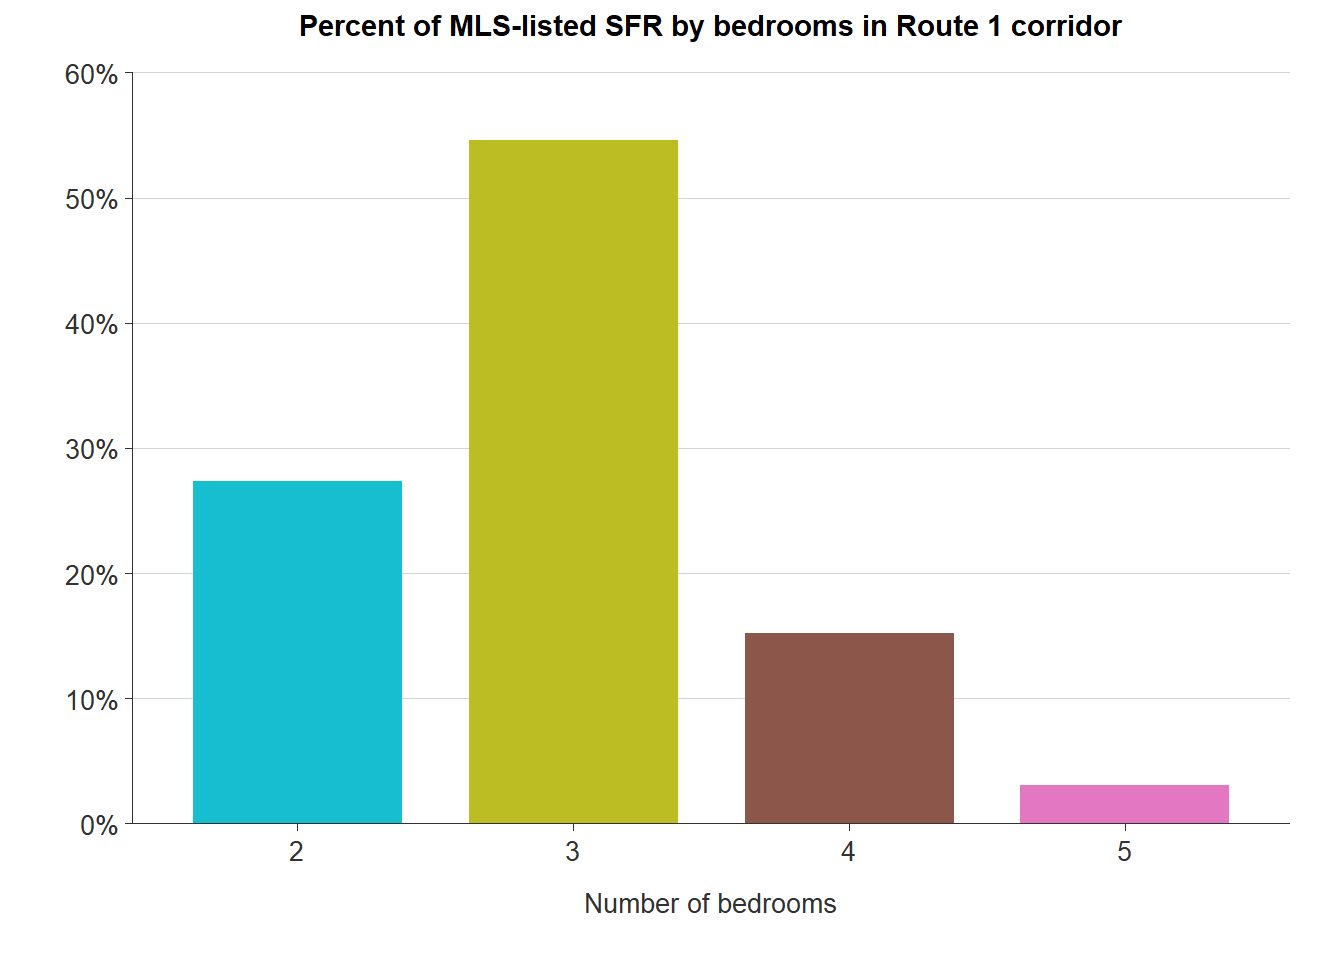 Percent of MLS-listed SFR by bedrooms in Route 1 corridor
60%
50%
40%
30%
20%
10%
0%
2 3 4 5
Number of bedrooms